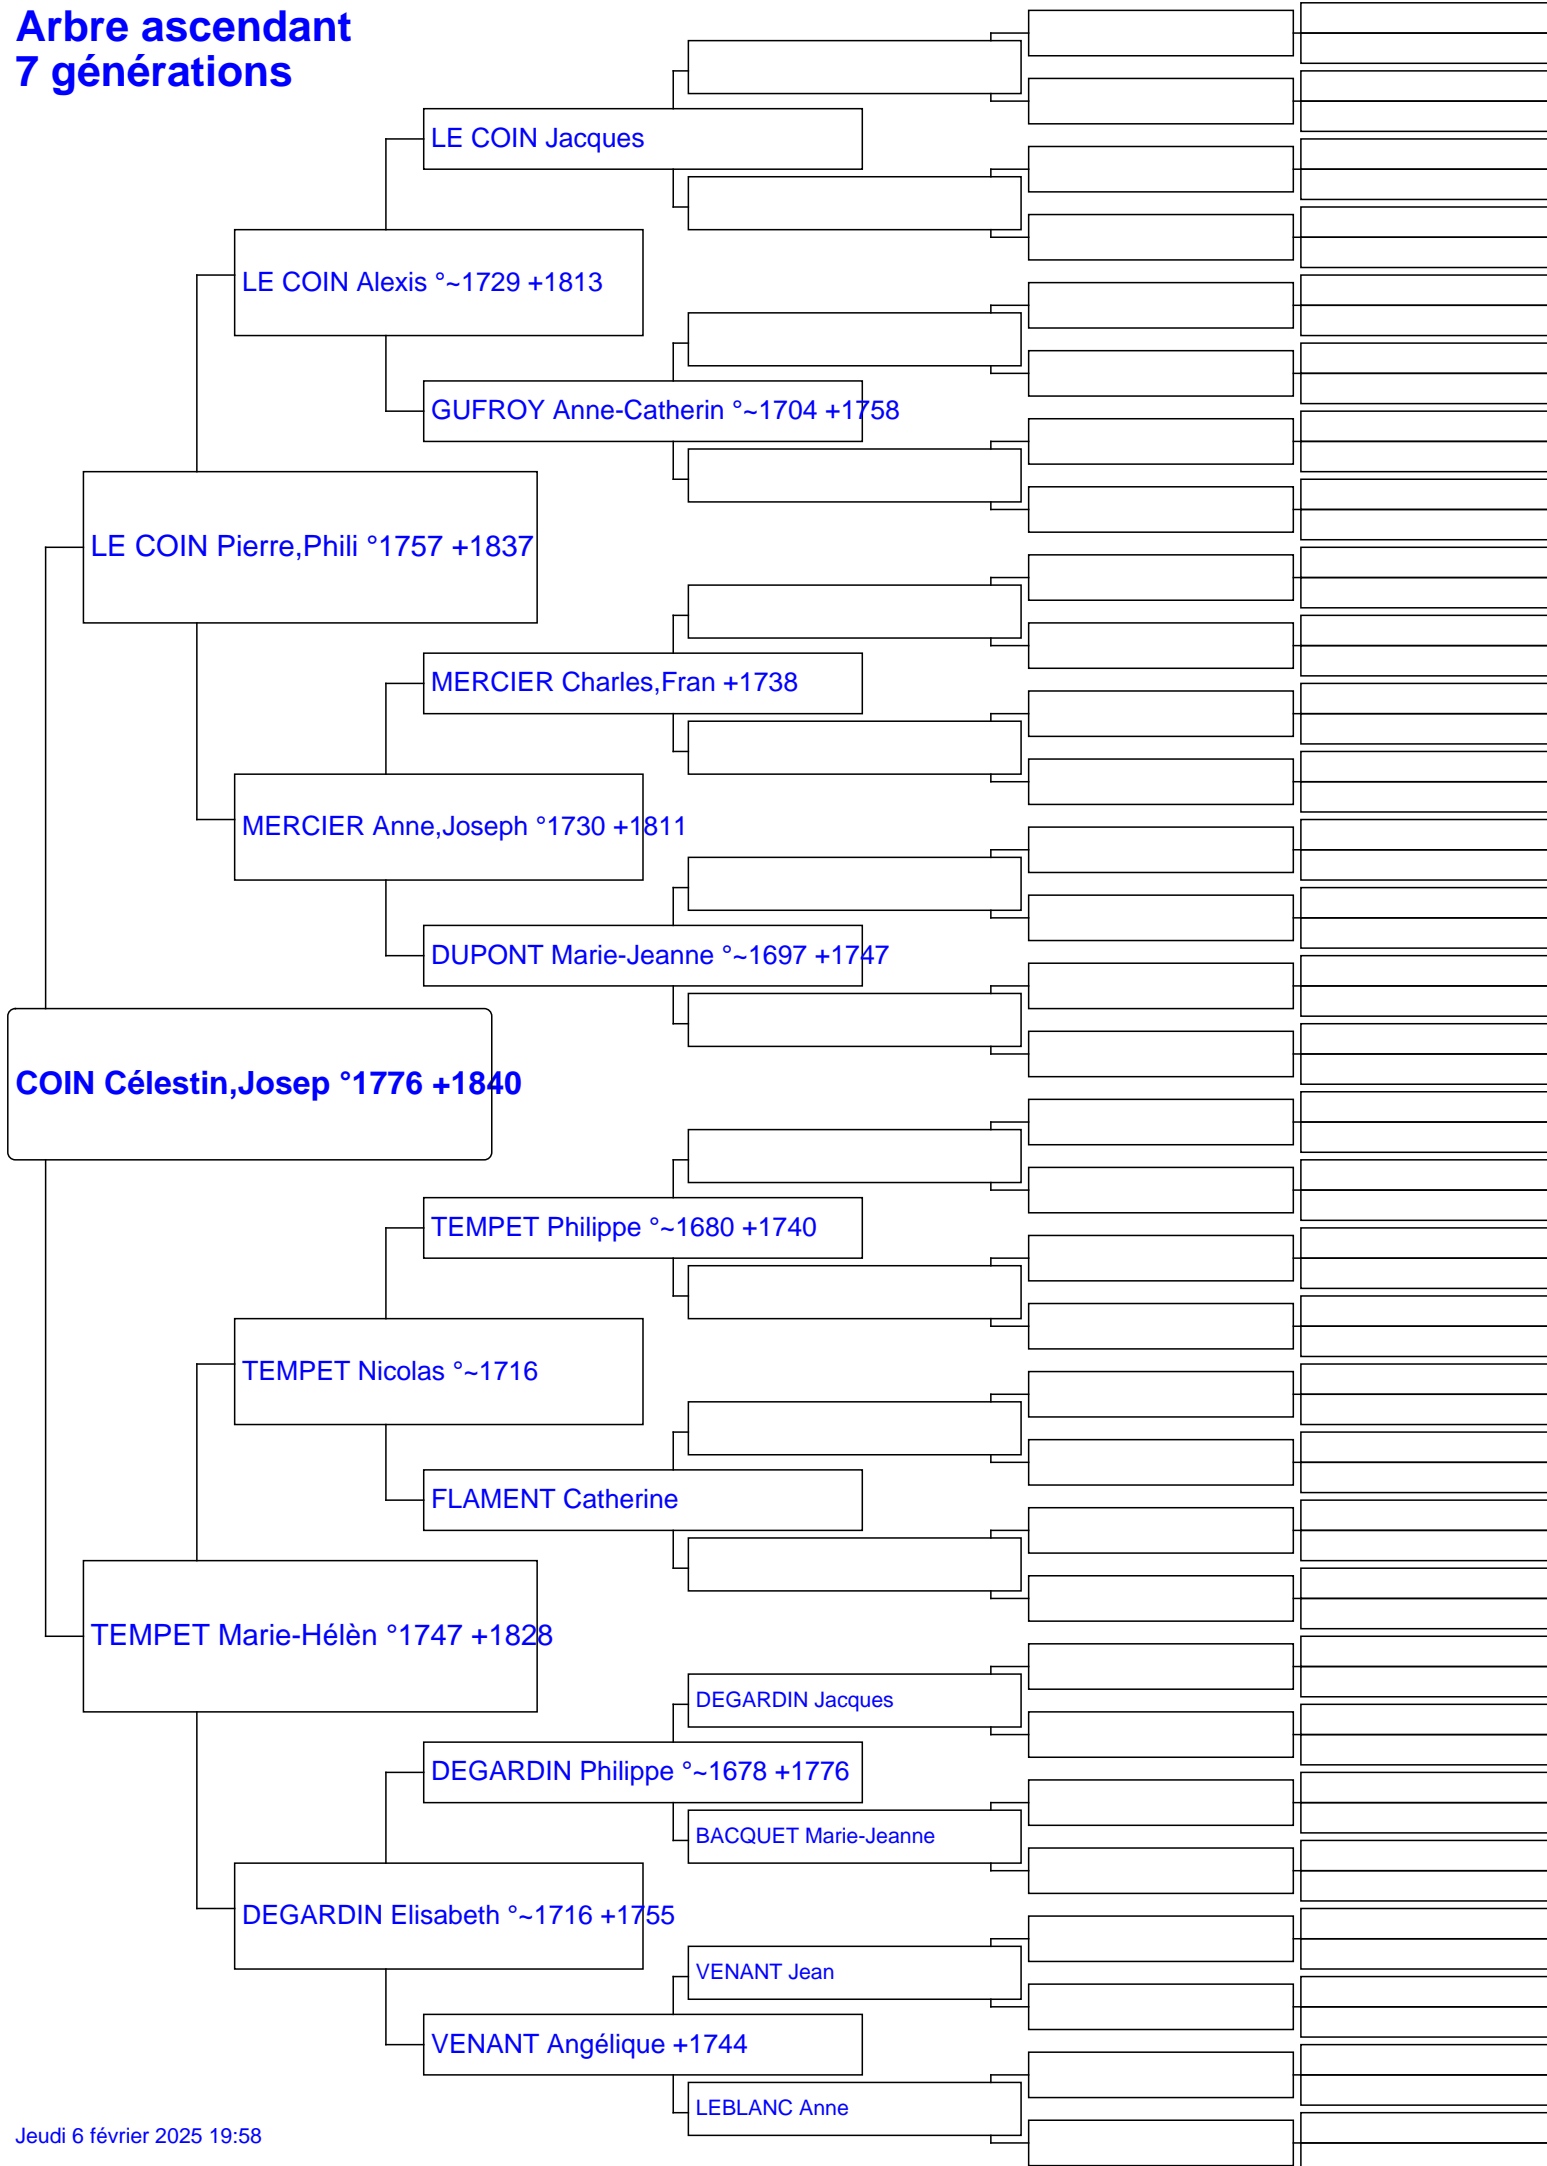 Arbre ascendant
7 générations
LE COIN Jacques
LE COIN Alexis °~1729 +1813
GUFROY Anne-Catherin °~1704 +1758
LE COIN Pierre,Phili °1757 +1837
MERCIER Charles,Fran +1738
MERCIER Anne,Joseph °1730 +1811
DUPONT Marie-Jeanne °~1697 +1747
COIN Célestin,Josep °1776 +1840
TEMPET Philippe °~1680 +1740
TEMPET Nicolas °~1716
FLAMENT Catherine
TEMPET Marie-Hélèn °1747 +1828
DEGARDIN Jacques
DEGARDIN Philippe °~1678 +1776
BACQUET Marie-Jeanne
DEGARDIN Elisabeth °~1716 +1755
VENANT Jean
VENANT Angélique +1744
LEBLANC Anne
Jeudi 6 février 2025 19:58